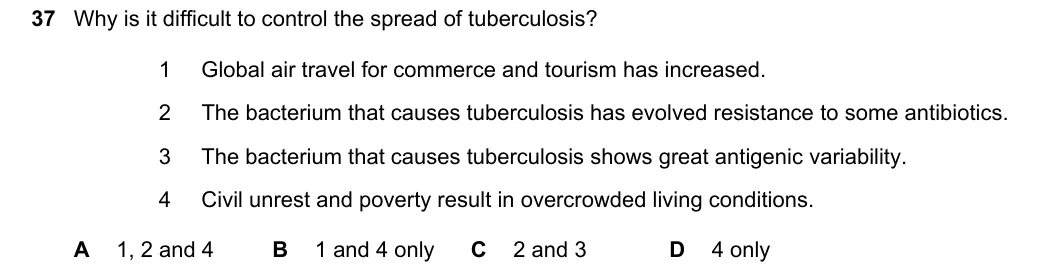 37 Why is it difficult to control the spread of tuberculosis?
1 Global air travel for commerce and tourism has increased.
2 The bacterium that causes tuberculosis has evolved resistance to some antibiotics.
3 The bacterium that causes tuberculosis shows great antigenic variability.
4 Civil unrest and poverty result in overcrowded living conditions.
A 1, 2 and 4 B 1 and 4 only C 2 and 3 D 4 only